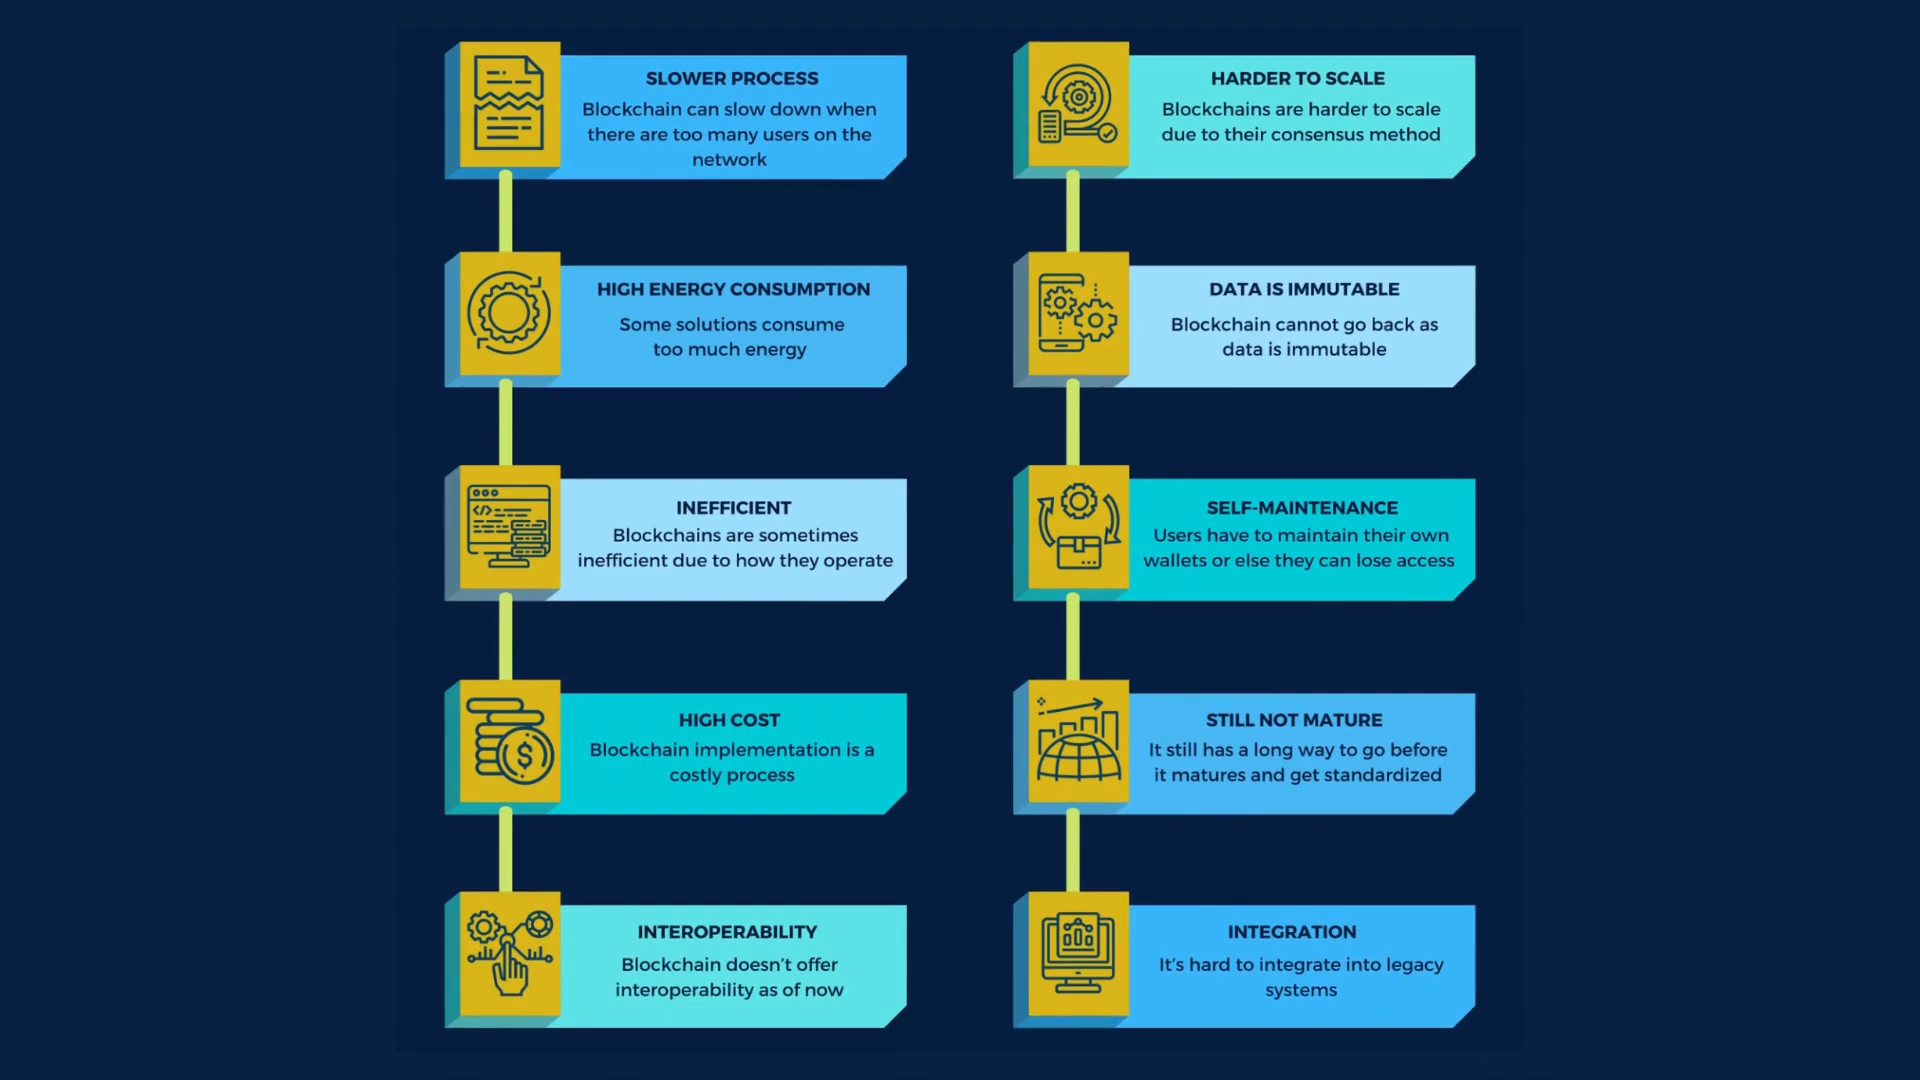 SLOWER PROCESS
Blockchain can slow down when
there are too many users on the
network
HIGH ENERGY CONSUMPTION
Some solutions consume
too much energy
INEFFICIENT
Blockchains are sometimes
inefficient due to how they operate
HIGH COST
Blockchain implementation is a
costly process
INTEROPERABILITY
Blockchain doesn't offer
interoperability as of now
HARDER TO SCALE
Blockchains are harder to scale
due to their consensus method
DATA IS IMMUTABLE
Blockchain cannot go back as
data is immutable
SELF-MAINTENANCE
Users have to maintain their own
wallets or else they can lose access
STILL NOT MATURE
It still has a long way to go before
it matures and get standardized
INTEGRATION
It's hard to integrate into legacy
systems